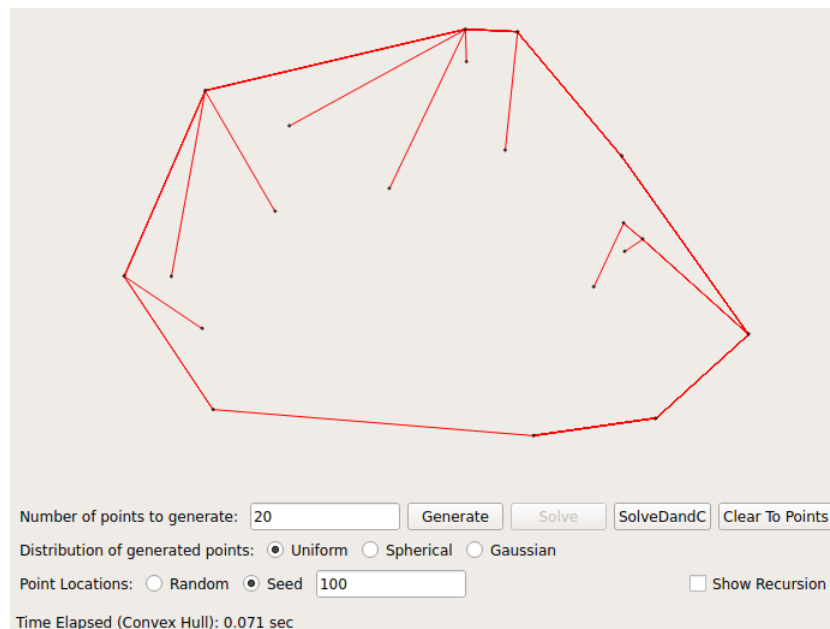 Number of points to generate: 20 Generate Solve SolveDandC Clear To Points
Distribution of generated points: Uniform Spherical Gaussian
Point Locations: Random Seed 100 Show Recursion
Time Elapsed (Convex Hull): 0.071 sec